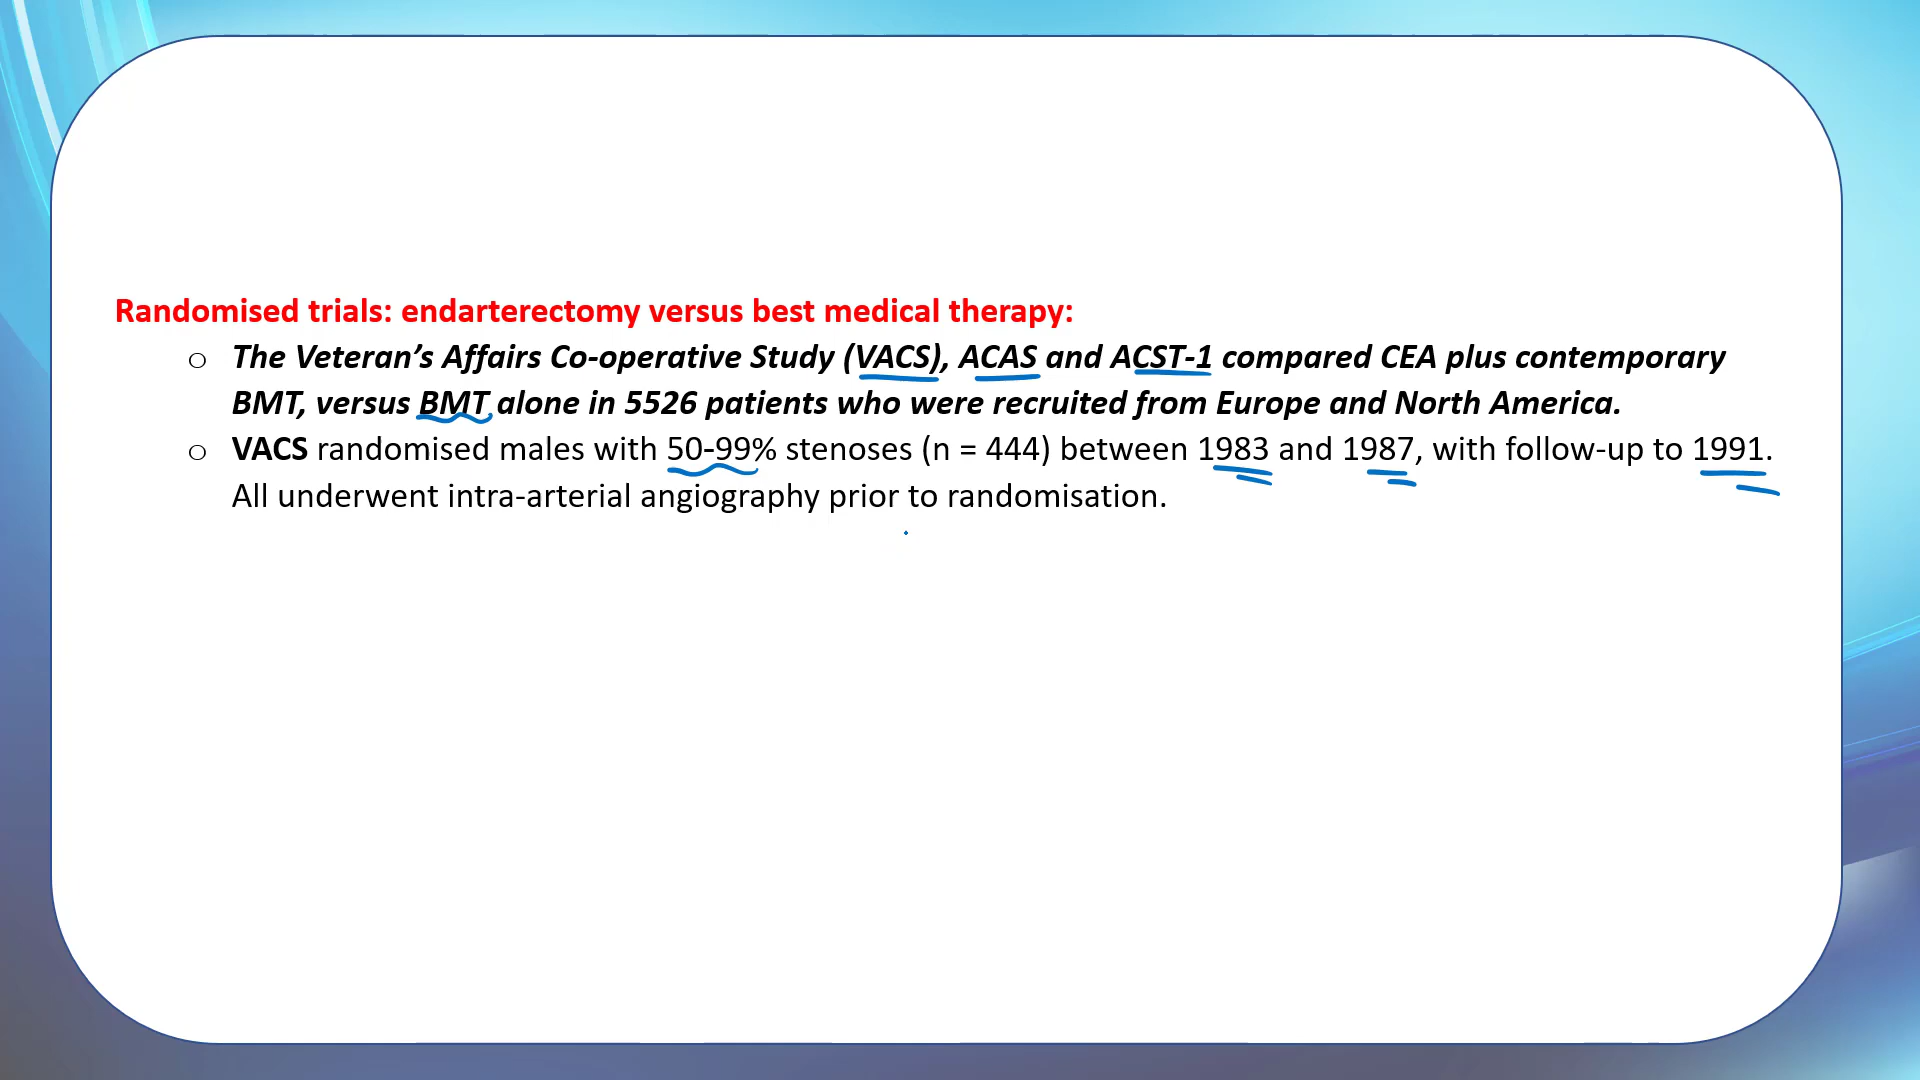 Randomised trials: endarterectomy versus best medical therapy:
o The Veteran’s Affairs Co-operative Study (VACS), ACAS and ACST-1 compared CEA plus contemporary
BMT, versus BMT alone in 5526 patients who were recruited from Europe and North America.
o VACS randomised males with 50-99% stenoses (n = 444) between 1983 and 1987, with follow-up to 1991.
All underwent intra-arterial angiography prior to randomisation.